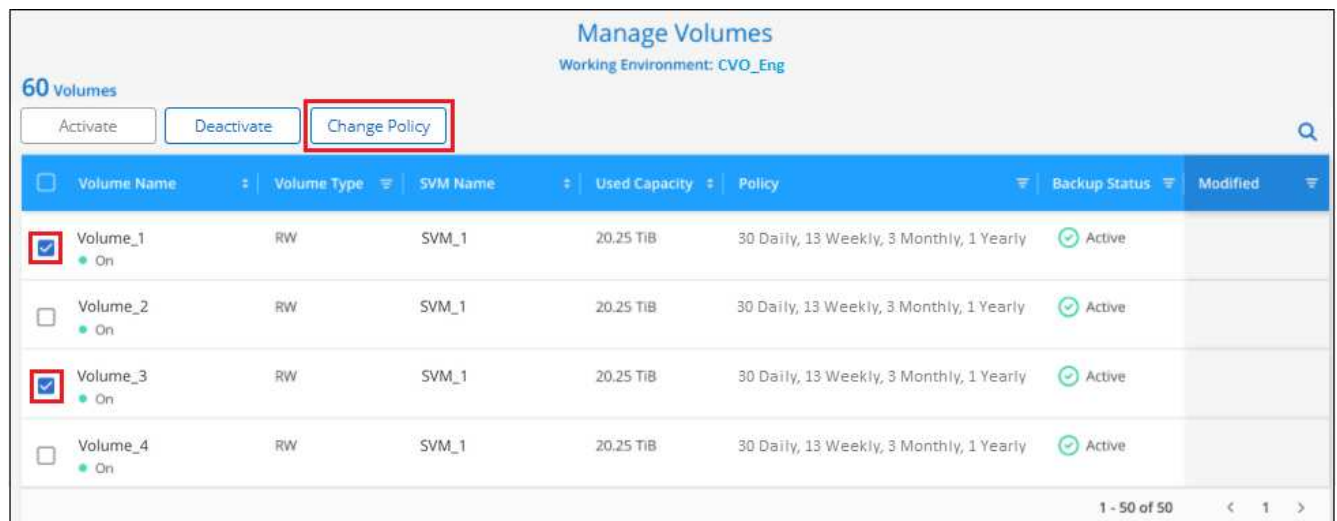 Manage Volumes
Working Environment: CVO_Eng
60 Volumes
Activate Deactivate Change Policy
Volume Name Volume Type SVM Name Used Capacity Policy Backup Status Modified
Volume_1 RW SVM_1 20.25 TiB 30 Daily, 13 Weekly, 3 Monthly, 1 Yearly Active
On
Volume_2 RW SVM_1 20.25 TiB 30 Daily, 13 Weekly, 3 Monthly, 1 Yearly Active
On
Volume_3 RW SVM_1 20.25 TiB 30 Daily, 13 Weekly, 3 Monthly, 1 Yearly Active
On
Volume_4 RW SVM_1 20.25 TiB 30 Daily, 13 Weekly, 3 Monthly, 1 Yearly Active
On
1 - 50 of 50 < 1 >